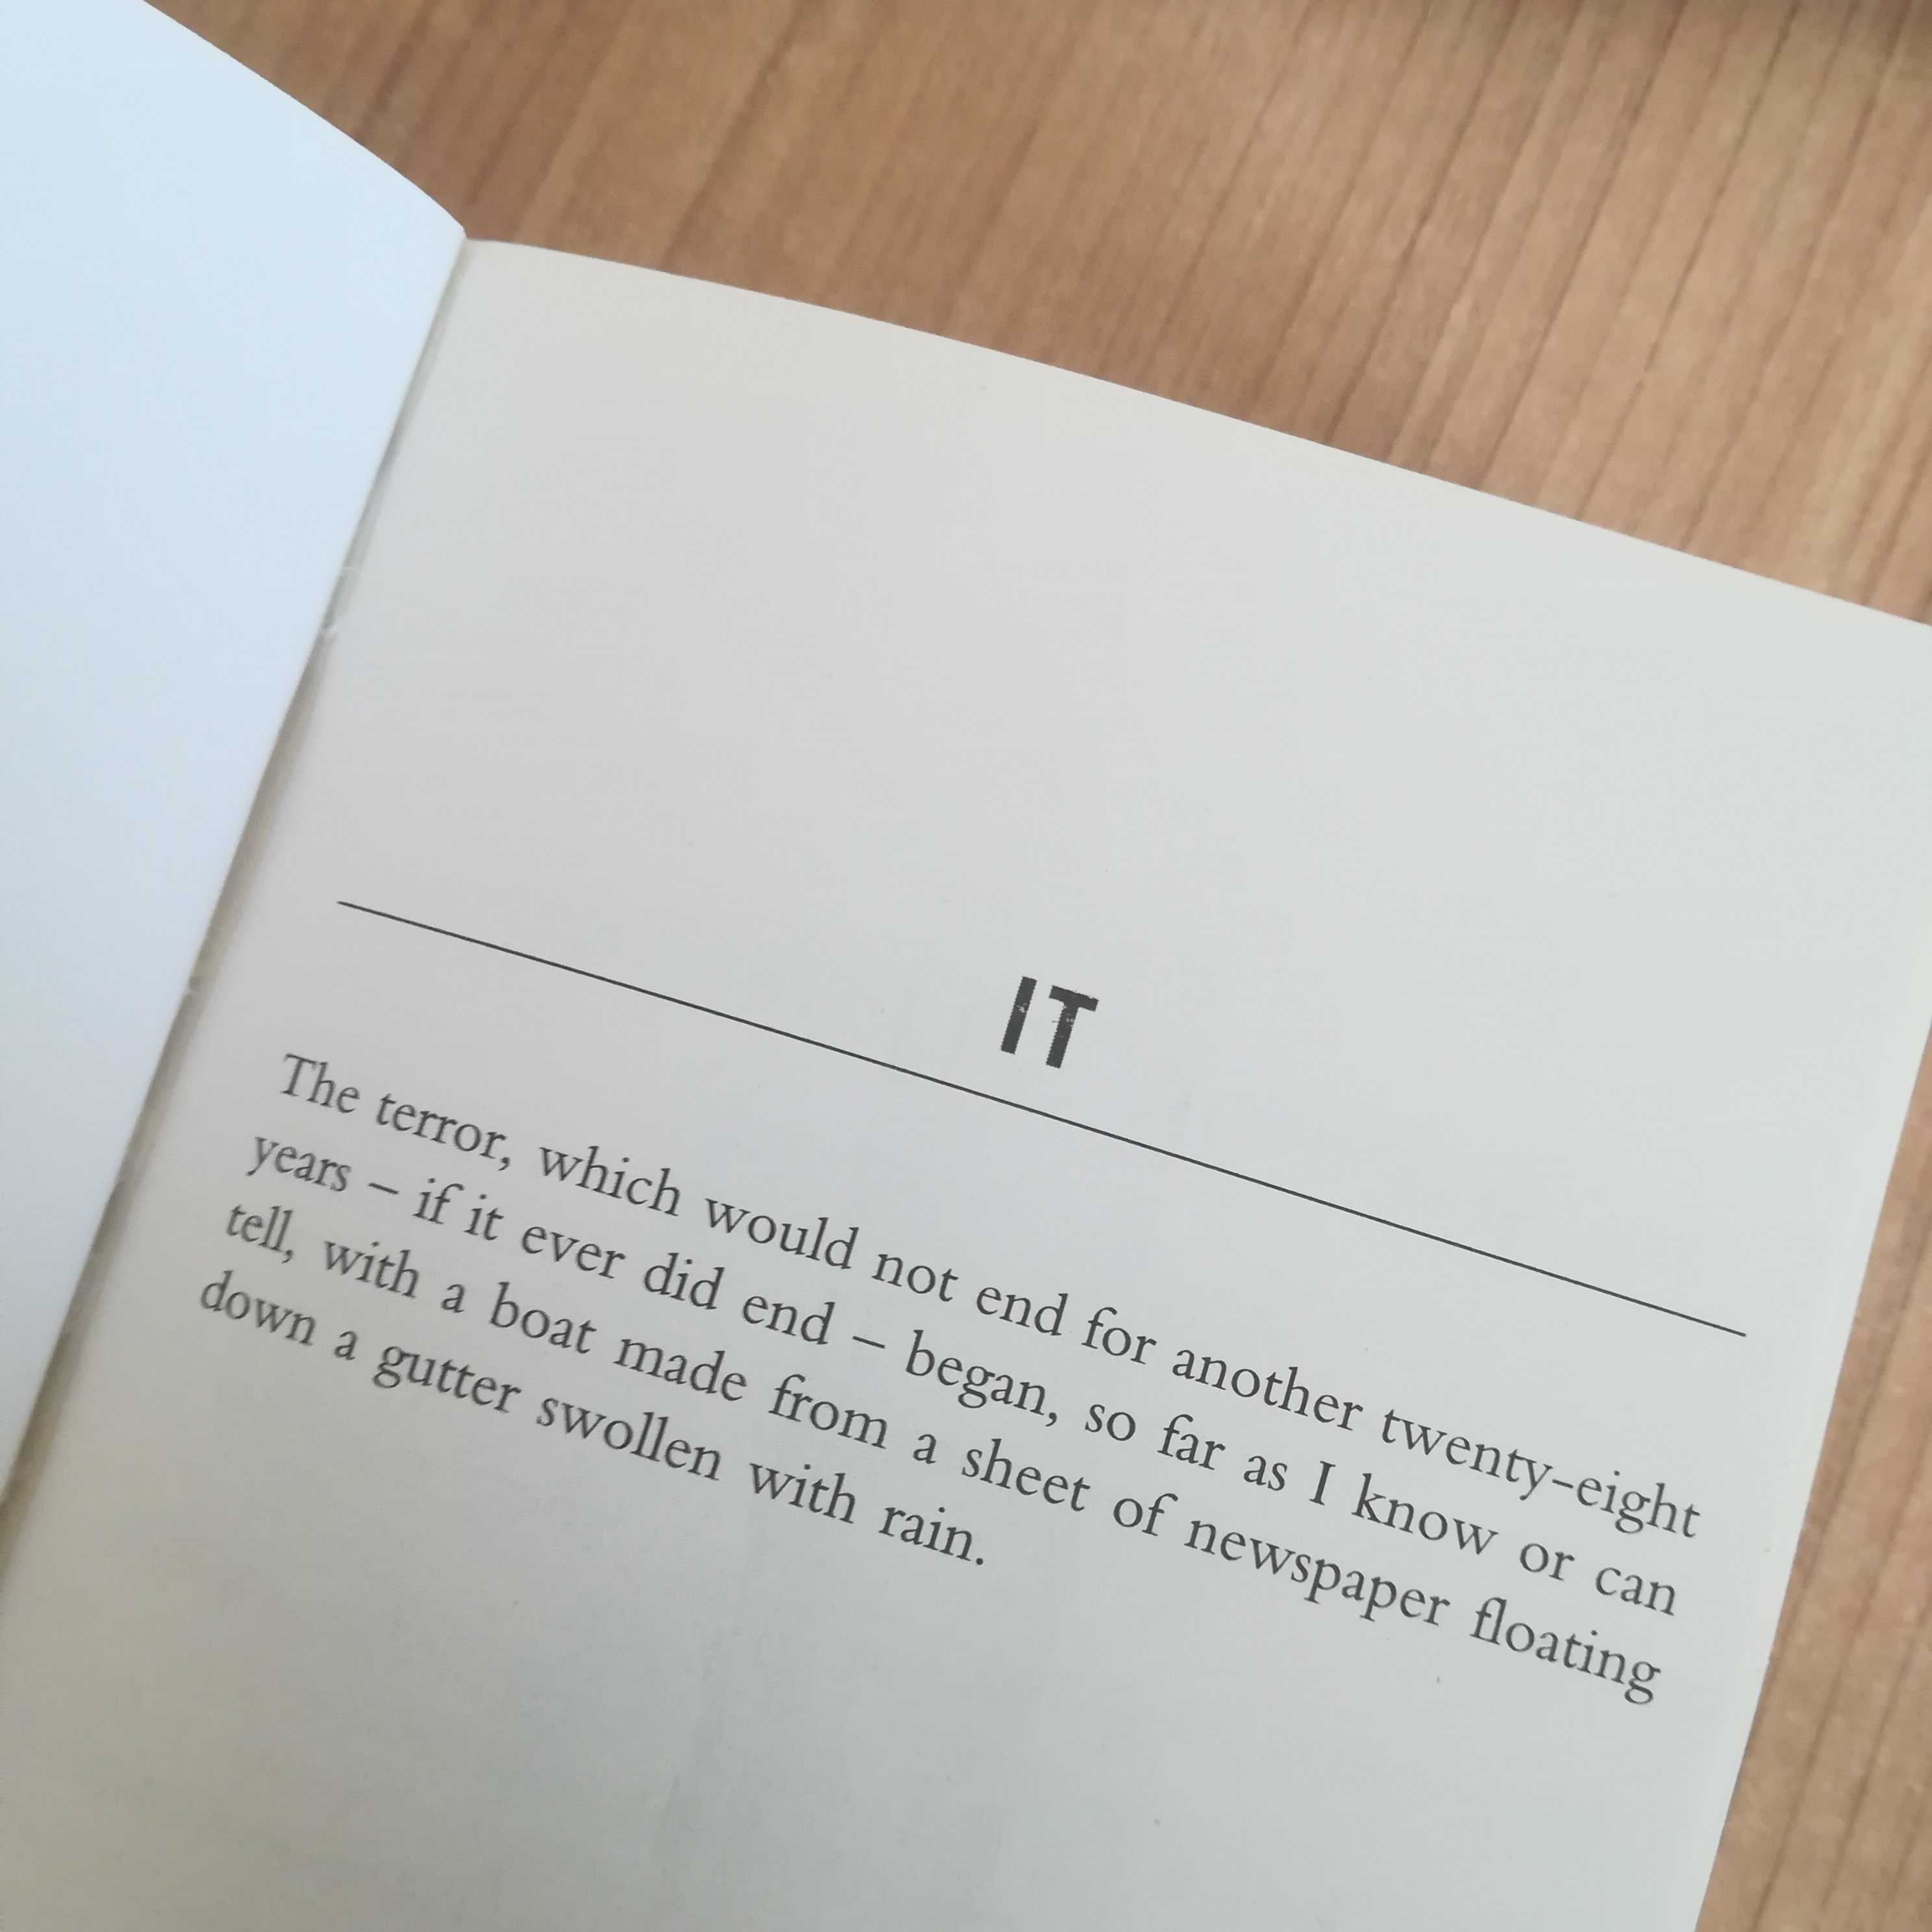 IT
The terror, which would not end for another twenty-eight
years – if it ever did end – began, so far as I know or can
tell, with a boat made from a sheet of newspaper floating
down a gutter swollen with rain.